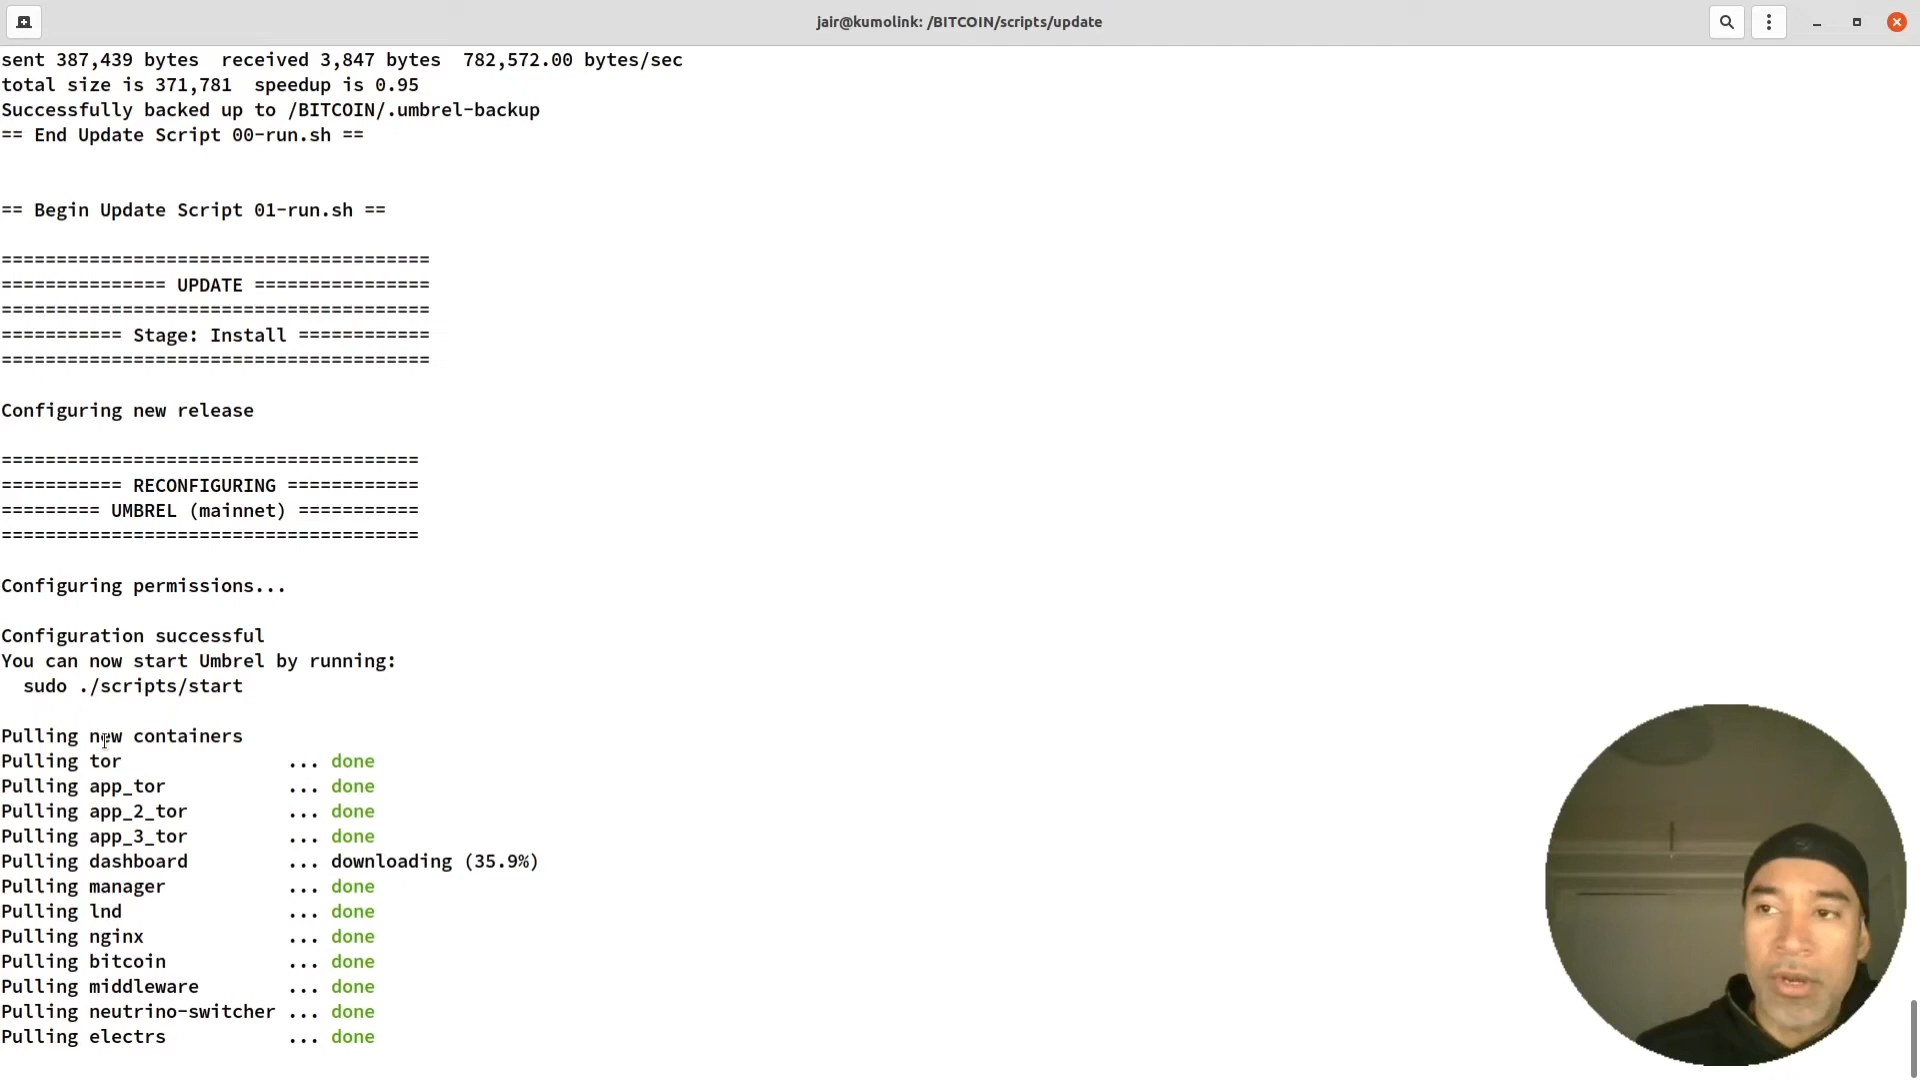 jair@kumolink: /BITCOIN/scripts/update
sent 387,439 bytes  received 3,847 bytes  782,572.00 bytes/sec
total size is 371,781  speedup is 0.95
Successfully backed up to /BITCOIN/.umbrel-backup
== End Update Script 00-run.sh ==
== Begin Update Script 01-run.sh ==
=======================================
=============== UPDATE ================
=======================================
=========== Stage: Install ============
=======================================
Configuring new release
======================================
=========== RECONFIGURING ============
========= UMBREL (mainnet) ===========
======================================
Configuring permissions...
Configuration successful
You can now start Umbrel by running:
  sudo ./scripts/start
Pulling new containers
Pulling tor               ... done
Pulling app_tor           ... done
Pulling app_2_tor         ... done
Pulling app_3_tor         ... done
Pulling dashboard         ... downloading (35.9%)
Pulling manager           ... done
Pulling lnd               ... done
Pulling nginx             ... done
Pulling bitcoin           ... done
Pulling middleware        ... done
Pulling neutrino-switcher ... done
Pulling electrs           ... done